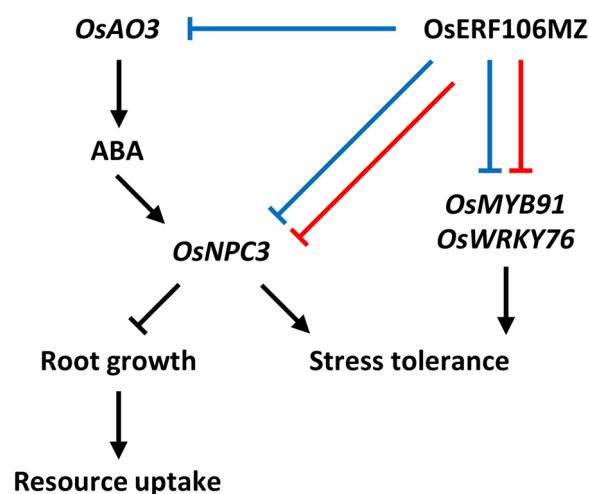 OsAO3
OsERF106MZ
ABA
OsMYB91
OsWRKY76
OsNPC3
Root growth
Stress tolerance
Resource uptake